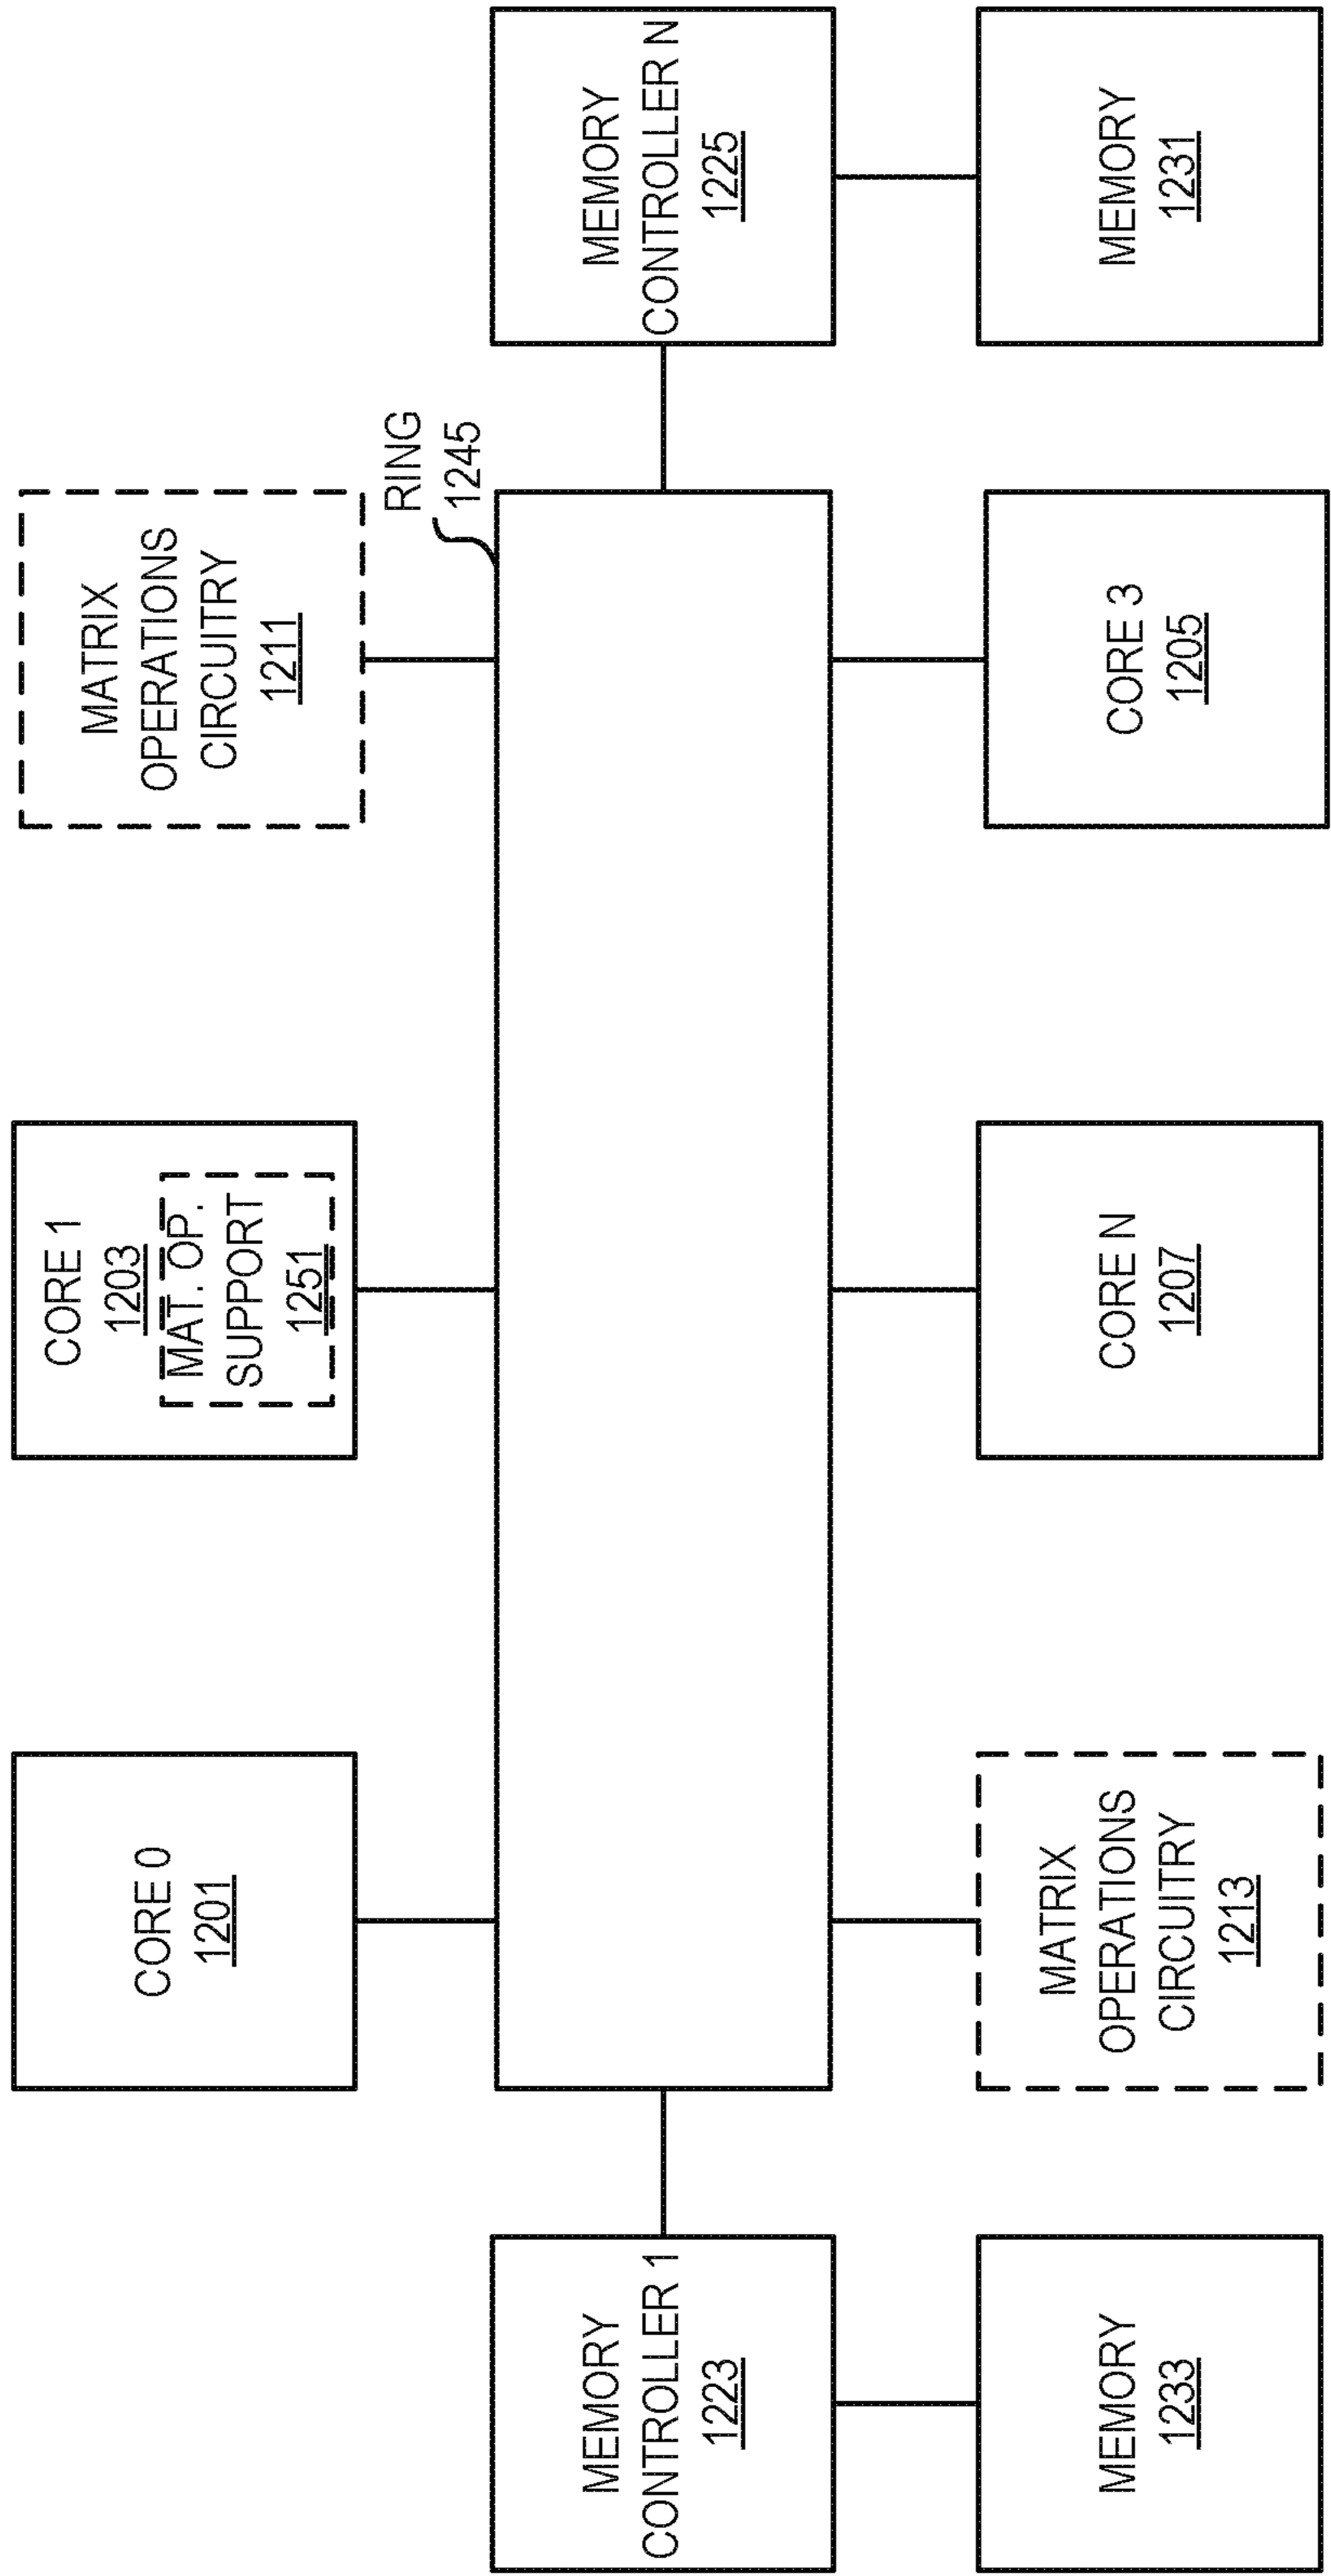 CORE 0
1201
CORE 1
1203
MAT. OP.
SUPPORT
1251
MATRIX
OPERATIONS
CIRCUITRY
1211
RING
1245
MEMORY
CONTROLLER 1
1223
MEMORY
CONTROLLER N
1225
MEMORY
1233
MATRIX
OPERATIONS
CIRCUITRY
1213
CORE N
1207
CORE 3
1205
MEMORY
1231